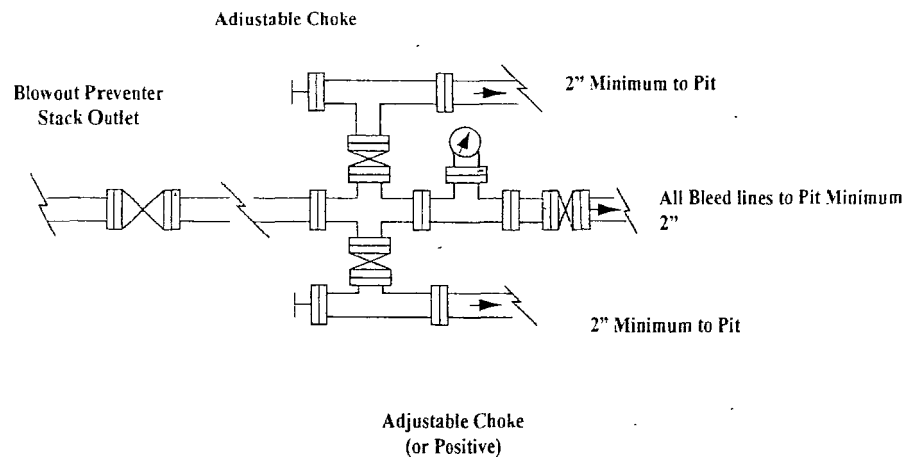 Adjustable Choke
Blowout Preventer
Stack Outlet
2" Minimum to Pit
All Bleed lines to Pit Minimum
2"
2" Minimum to Pit
Adjustable Choke
(or Positive)